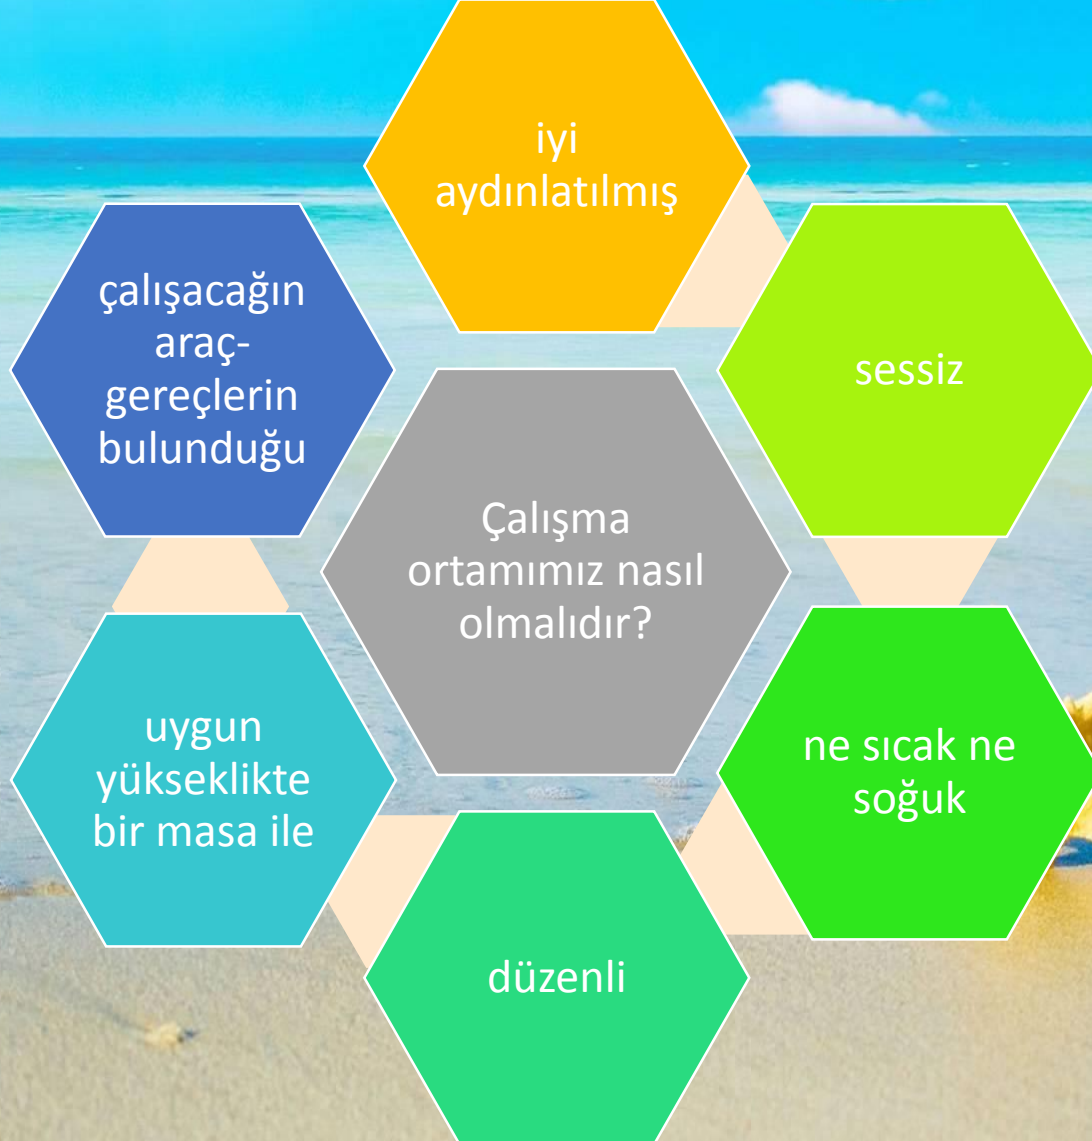 iyi
aydınlatılmış
sessiz
ne sıcak ne
soğuk
düzenli
uygun
yükseklikte
bir masa ile
çalışacağın
araç-
gereçlerin
bulunduğu
Çalışma
ortamımız nasıl
olmalıdır?